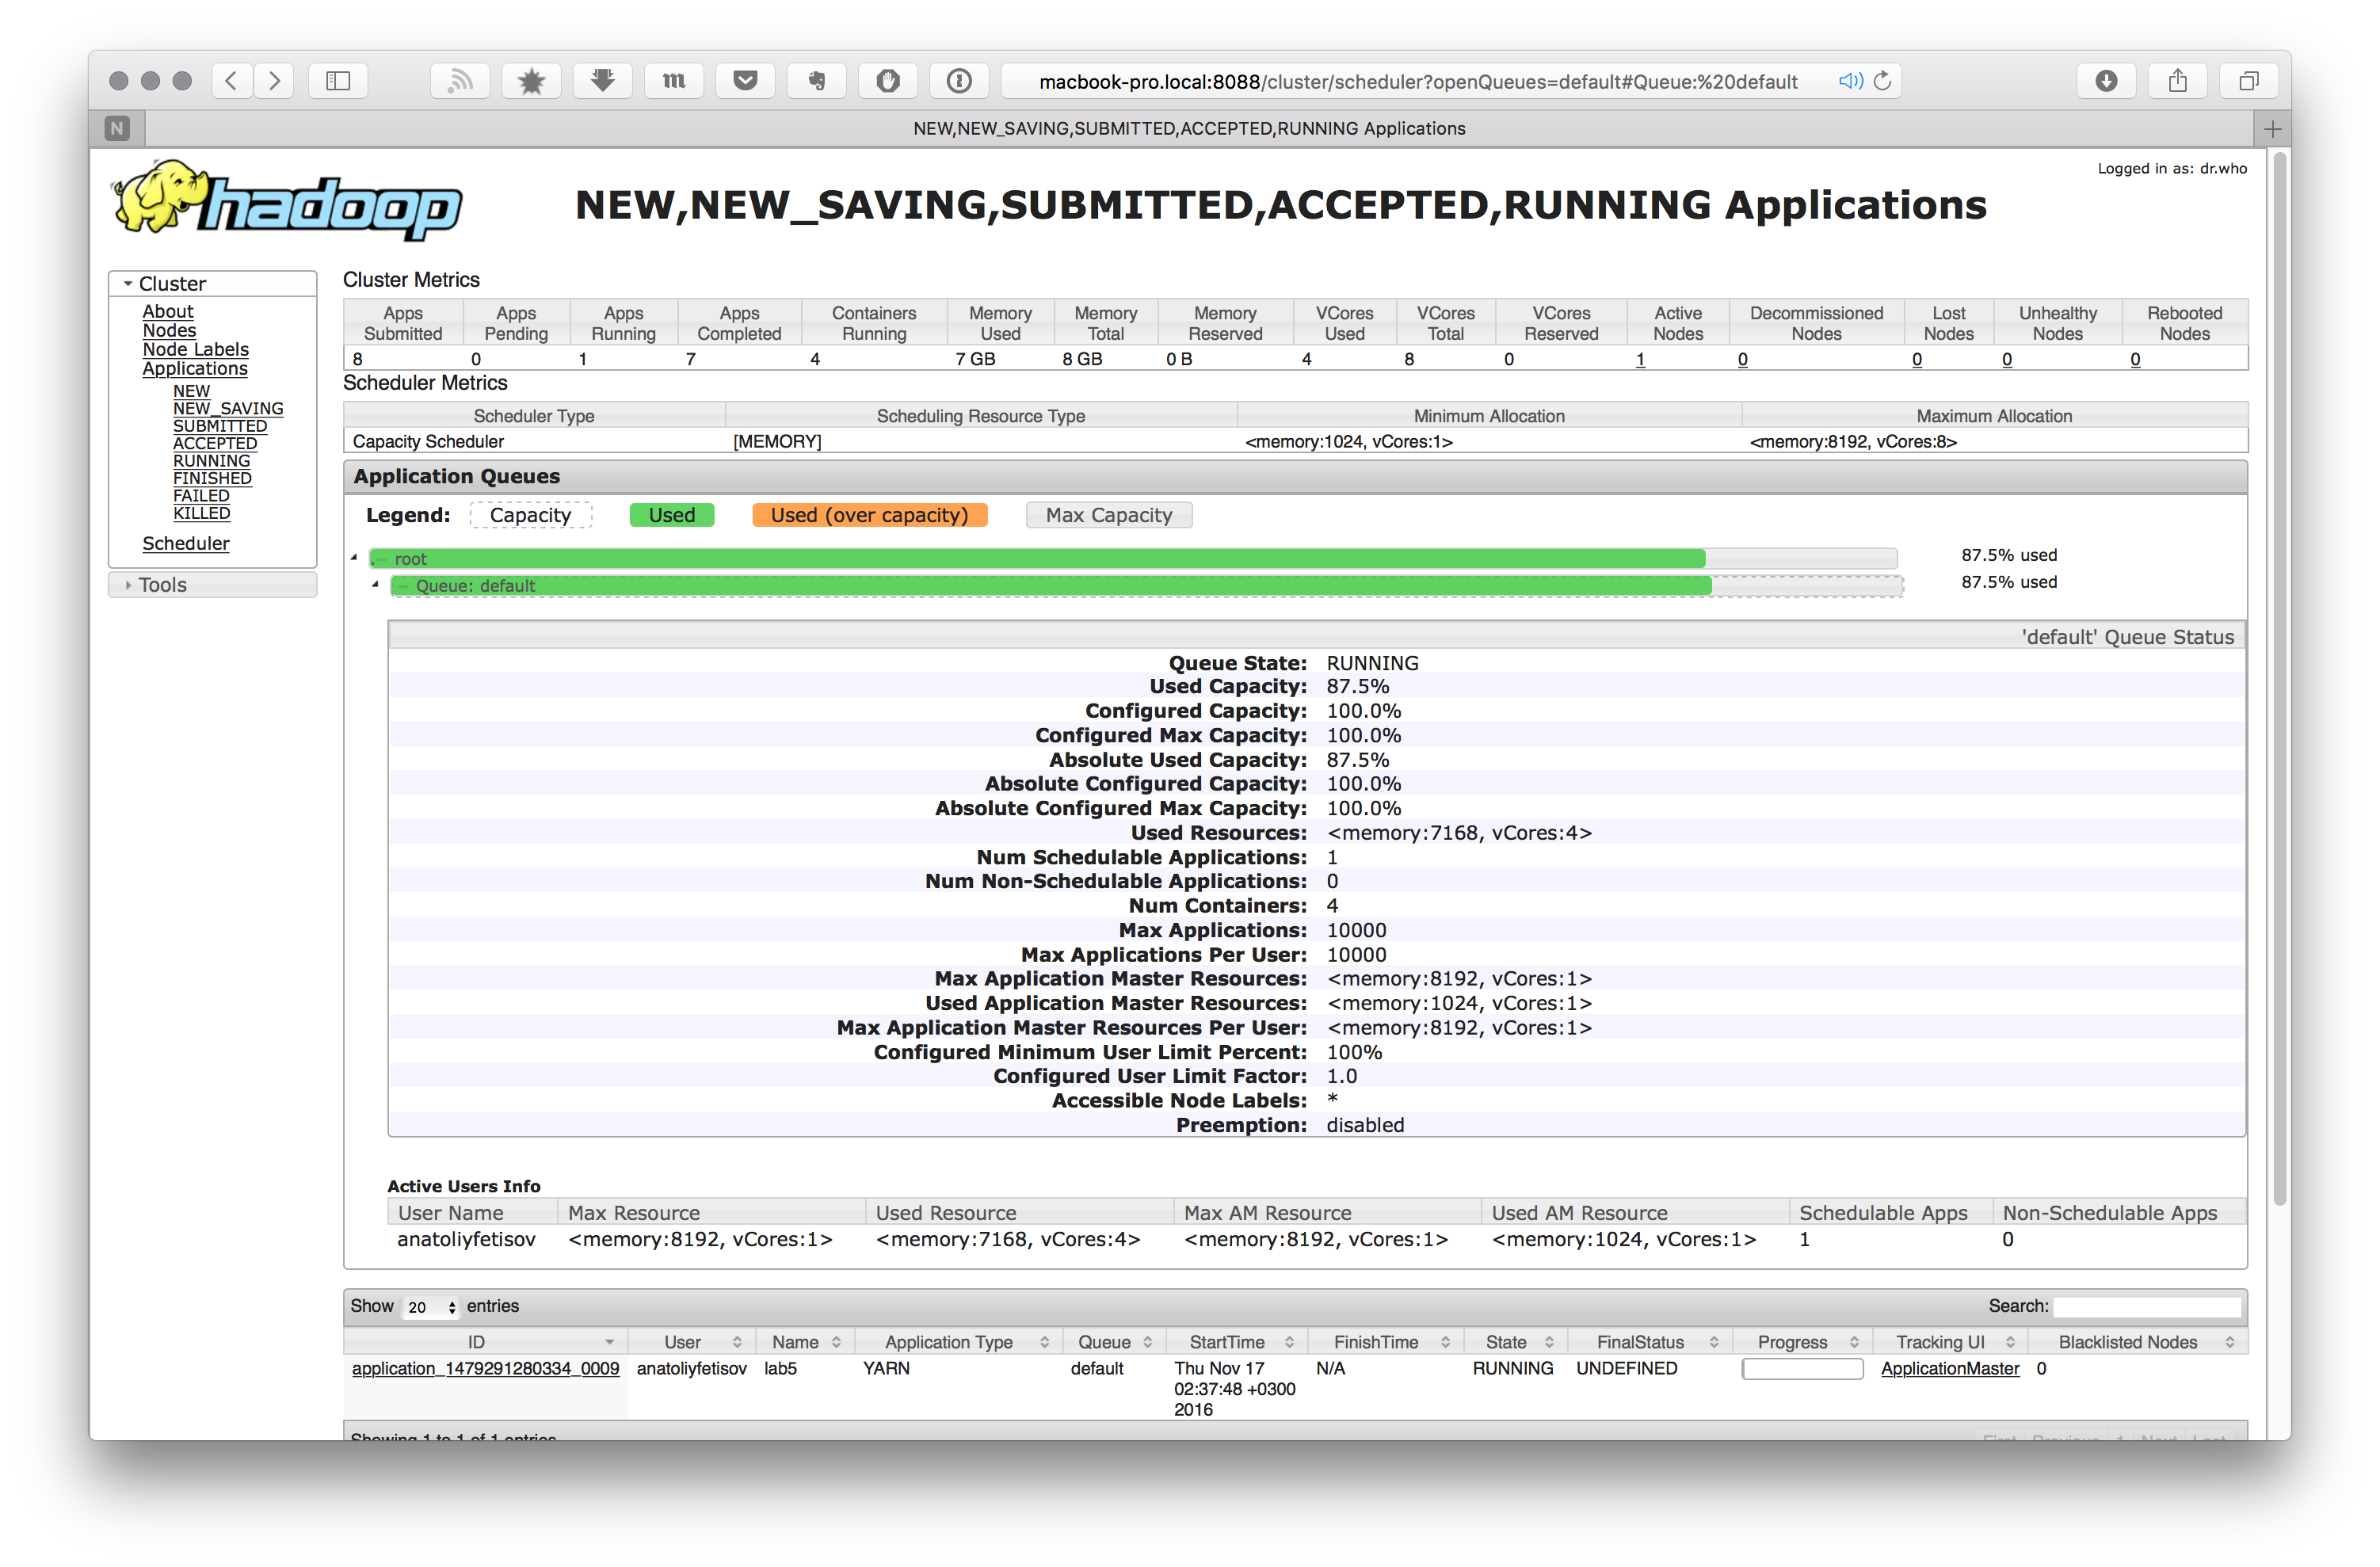 macbook-pro.local:8088/cluster/scheduler?openQueues=default#Queue:%20default
N
NEW,NEW_SAVING,SUBMITTED,ACCEPTED,RUNNING Applications
Logged in as: dr.who
hadoop
NEW,NEW_SAVING,SUBMITTED,ACCEPTED,RUNNING Applications
Cluster
About
Nodes
Node Labels
Applications
NEW
NEW_SAVING
SUBMITTED
ACCEPTED
RUNNING
FINISHED
FAILED
KILLED
Scheduler
Tools
Cluster Metrics
Apps Submitted Apps Pending Apps Running Apps Completed Containers Running Memory Used Memory Total Memory Reserved VCores Used VCores Total VCores Reserved Active Nodes Decommissioned Nodes Lost Nodes Unhealthy Nodes Rebooted Nodes
8 0 1 7 4 7 GB 8 GB 0 B 4 8 0 1 0 0 0 0
Scheduler Metrics
Scheduler Type Scheduling Resource Type Minimum Allocation Maximum Allocation
Capacity Scheduler [MEMORY] <memory:1024, vCores:1> <memory:8192, vCores:8>
Application Queues
Legend: Capacity Used Used (over capacity) Max Capacity
root 87.5% used
Queue: default 87.5% used
'default' Queue Status
Queue State: RUNNING
Used Capacity: 87.5%
Configured Capacity: 100.0%
Configured Max Capacity: 100.0%
Absolute Used Capacity: 87.5%
Absolute Configured Capacity: 100.0%
Absolute Configured Max Capacity: 100.0%
Used Resources: <memory:7168, vCores:4>
Num Schedulable Applications: 1
Num Non-Schedulable Applications: 0
Num Containers: 4
Max Applications: 10000
Max Applications Per User: 10000
Max Application Master Resources: <memory:8192, vCores:1>
Used Application Master Resources: <memory:1024, vCores:1>
Max Application Master Resources Per User: <memory:8192, vCores:1>
Configured Minimum User Limit Percent: 100%
Configured User Limit Factor: 1.0
Accessible Node Labels: *
Preemption: disabled
Active Users Info
User Name Max Resource Used Resource Max AM Resource Used AM Resource Schedulable Apps Non-Schedulable Apps
anatoliyfetisov <memory:8192, vCores:1> <memory:7168, vCores:4> <memory:8192, vCores:1> <memory:1024, vCores:1> 1 0
Show 20 entries Search:
ID User Name Application Type Queue StartTime FinishTime State FinalStatus Progress Tracking UI Blacklisted Nodes
application_1479291280334_0009 anatoliyfetisov lab5 YARN default Thu Nov 17 N/A RUNNING UNDEFINED ApplicationMaster 0
02:37:48 +0300
2016
Showing 1 to 1 of 1 entries First Previous 1 Next Last